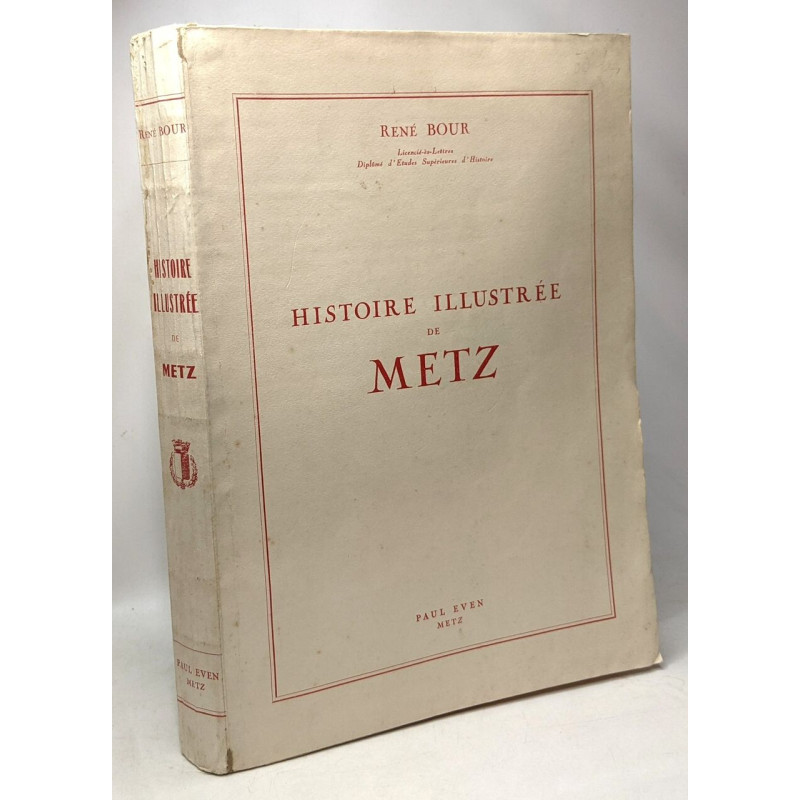 RENÉ BOUR
HISTOIRE
ILLUSTRÉE
DE
METZ
PAUL EVEN
METZ
RENÉ BOUR
Licencié-ès-Lettres
Diplômé d'Etudes Supérieures d'Histoire
HISTOIRE ILLUSTRÉE
DE
METZ
PAUL EVEN
METZ